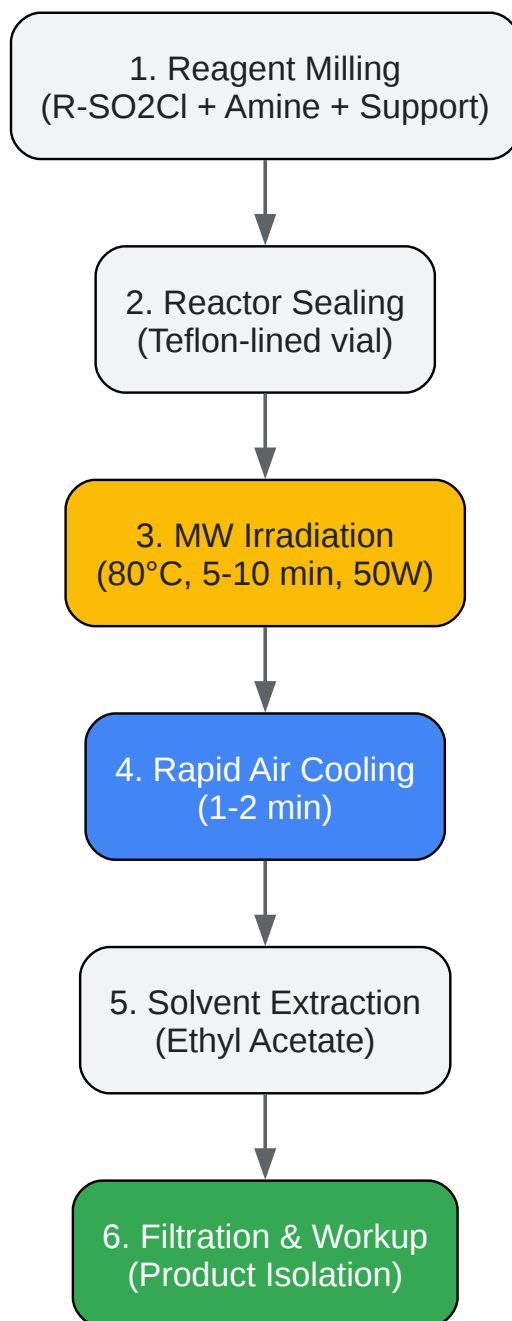 1. Reagent Milling
(R-SO2Cl + Amine + Support)
2. Reactor Sealing
(Teflon-lined vial)
3. MW Irradiation
(80°C, 5-10 min, 50W)
4. Rapid Air Cooling
(1-2 min)
5. Solvent Extraction
(Ethyl Acetate)
6. Filtration & Workup
(Product Isolation)